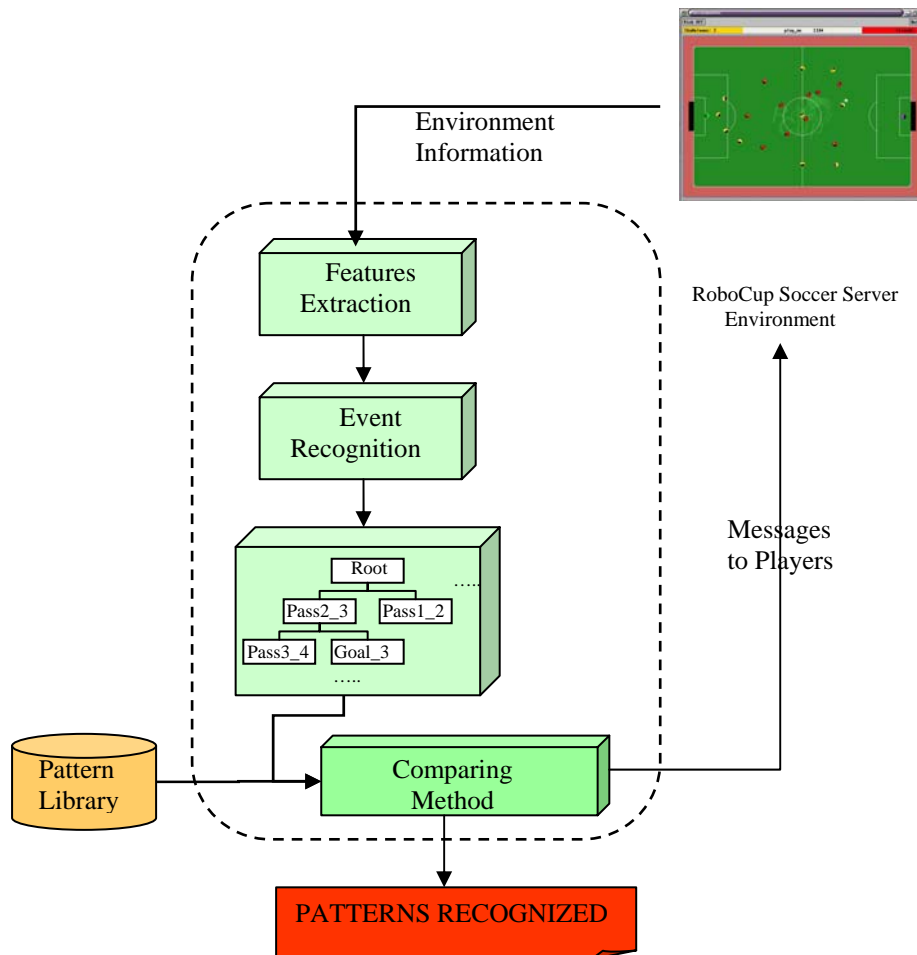 play_on
Environment
Information
Features
Extraction
RoboCup Soccer Server
Environment
Event
Recognition
Messages
to Players
Root
…..
Pass2_3
Pass1_2
Pass3_4
Goal_3
…..
Pattern
Library
Comparing
Method
PATTERNS RECOGNIZED